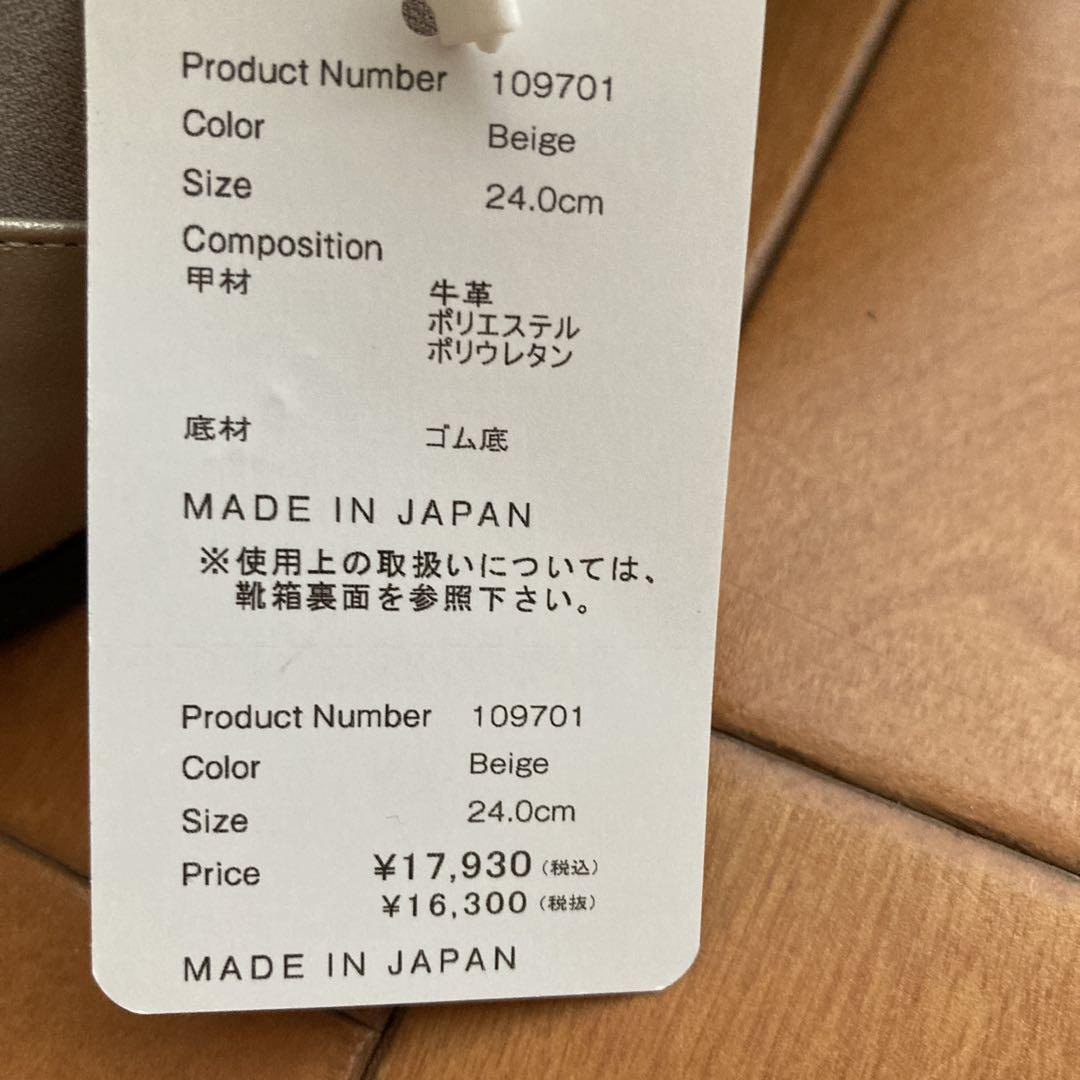 Product Number 109701
Color Beige
Size 24.0cm
Composition
甲材 牛革
ポリエステル
ポリウレタン
底材 ゴム底
MADE IN JAPAN
※使用上の取扱いについては、
靴箱裏面を参照下さい。
Product Number 109701
Color Beige
Size 24.0cm
Price ¥17,930（税込）
¥16,300（税抜）
MADE IN JAPAN